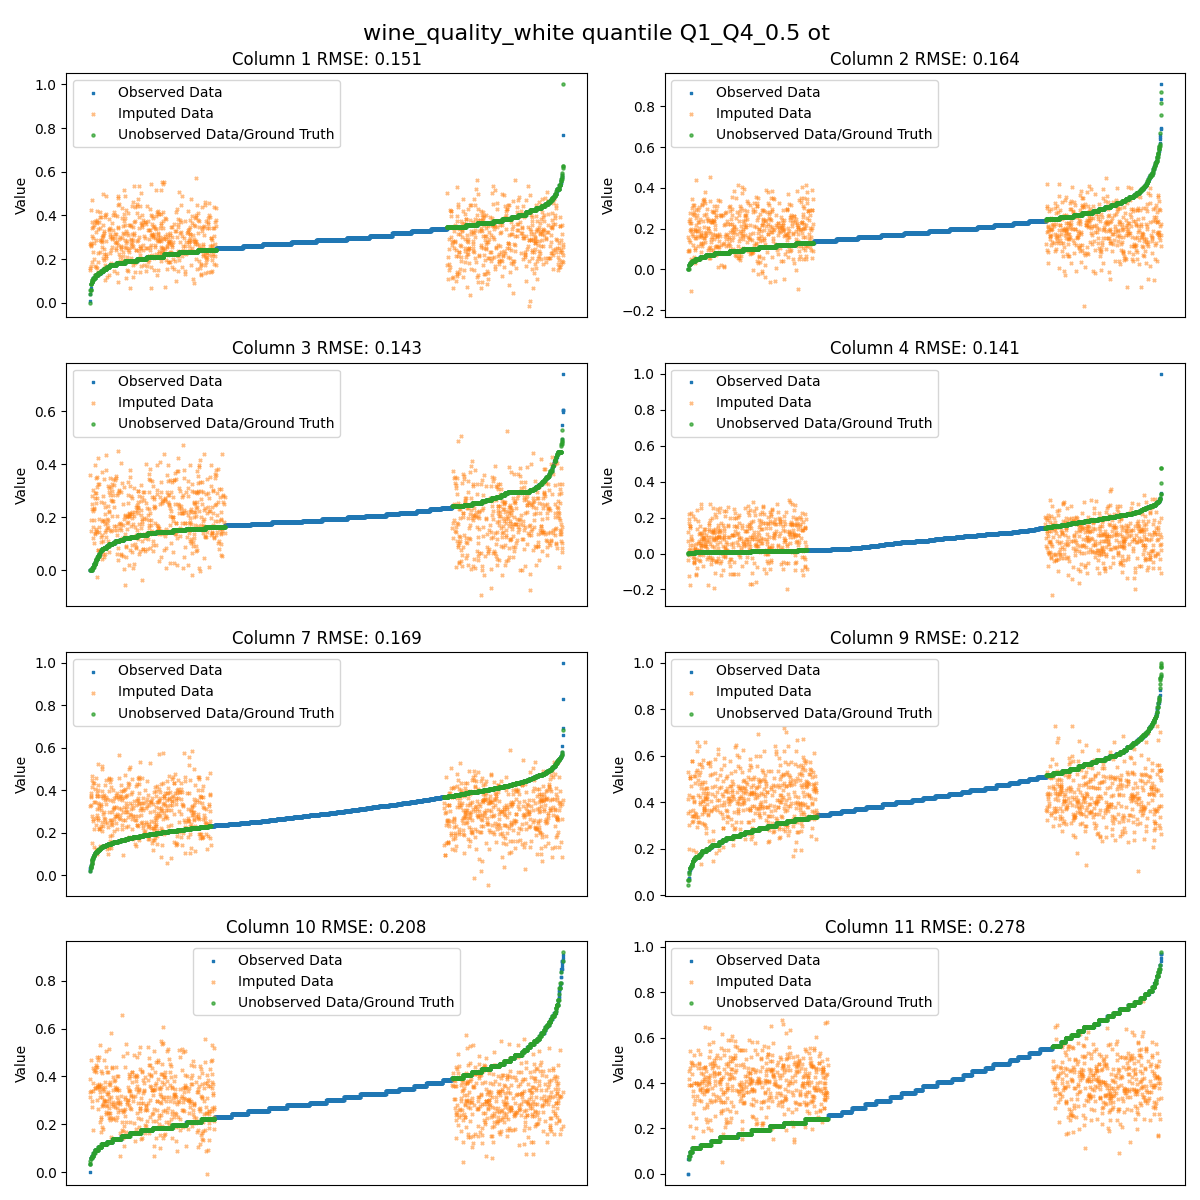 wine_quality_white quantile Q1_Q4_0.5 ot
Column 1 RMSE: 0.151
Value
1.0
0.8
0.6
0.4
0.2
0.0
Observed Data
Imputed Data
Unobserved Data/Ground Truth
Column 2 RMSE: 0.164
Value
0.8
0.6
0.4
0.2
0.0
−0.2
Observed Data
Imputed Data
Unobserved Data/Ground Truth
Column 3 RMSE: 0.143
Value
0.6
0.4
0.2
0.0
Observed Data
Imputed Data
Unobserved Data/Ground Truth
Column 4 RMSE: 0.141
Value
1.0
0.8
0.6
0.4
0.2
0.0
−0.2
Observed Data
Imputed Data
Unobserved Data/Ground Truth
Column 7 RMSE: 0.169
Value
1.0
0.8
0.6
0.4
0.2
0.0
Observed Data
Imputed Data
Unobserved Data/Ground Truth
Column 9 RMSE: 0.212
Value
1.0
0.8
0.6
0.4
0.2
0.0
Observed Data
Imputed Data
Unobserved Data/Ground Truth
Column 10 RMSE: 0.208
Value
0.8
0.6
0.4
0.2
0.0
Observed Data
Imputed Data
Unobserved Data/Ground Truth
Column 11 RMSE: 0.278
Value
1.0
0.8
0.6
0.4
0.2
0.0
Observed Data
Imputed Data
Unobserved Data/Ground Truth